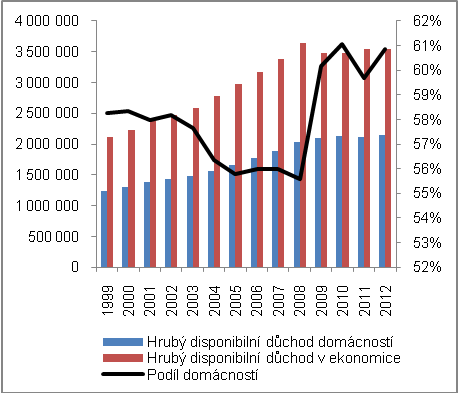 4 000 000
3 500 000
3 000 000
2 500 000
2 000 000
1 500 000
1 000 000
500 000
0
62%
61%
60%
59%
58%
57%
56%
55%
54%
53%
52%
1999
2000
2001
2002
2003
2004
2005
2006
2007
2008
2009
2010
2011
2012
Hrubý disponibilní důchod domácností
Hrubý disponibilní důchod v ekonomice
Podíl domácností